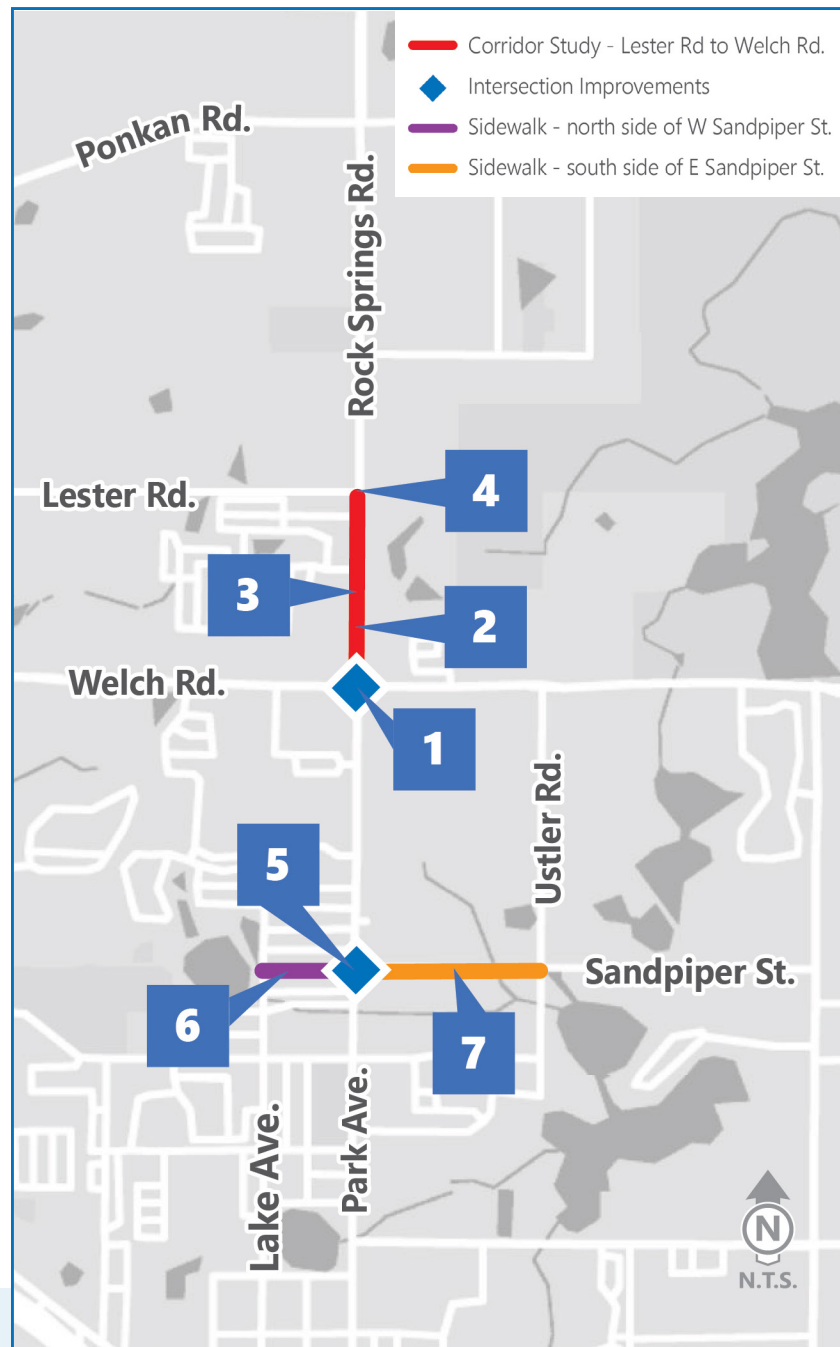 Corridor Study - Lester Rd to Welch Rd.
Intersection Improvements
Sidewalk - north side of W Sandpiper St.
Sidewalk - south side of E Sandpiper St.
Ponkan Rd.
Rock Springs Rd.
Lester Rd.
4
3
2
Welch Rd.
1
Ustler Rd.
5
Sandpiper St.
6
7
Lake Ave.
Park Ave.
N
N.T.S.